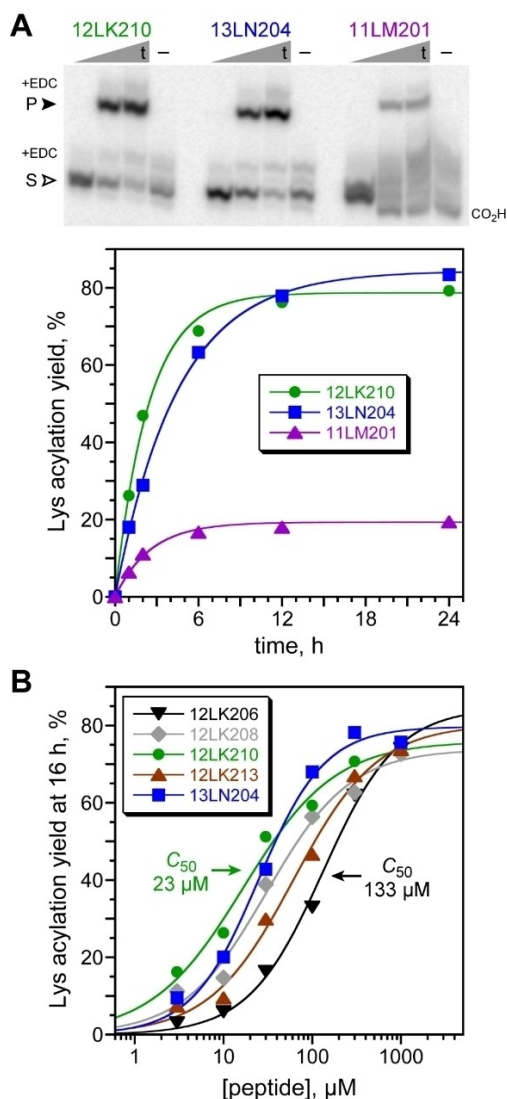 A
12LK210 13LN204 11LM201
t – t – t –
+EDC
P
+EDC
S
CO2H
Lys acylation yield, %
80
60
40
20
0
12LK210
13LN204
11LM201
0 6 12 18 24
time, h
B
Lys acylation yield at 16 h, %
80
60
40
20
0
12LK206
12LK208
12LK210
12LK213
13LN204
C50
23 µM
C50
133 µM
1 10 100 1000
[peptide], µM